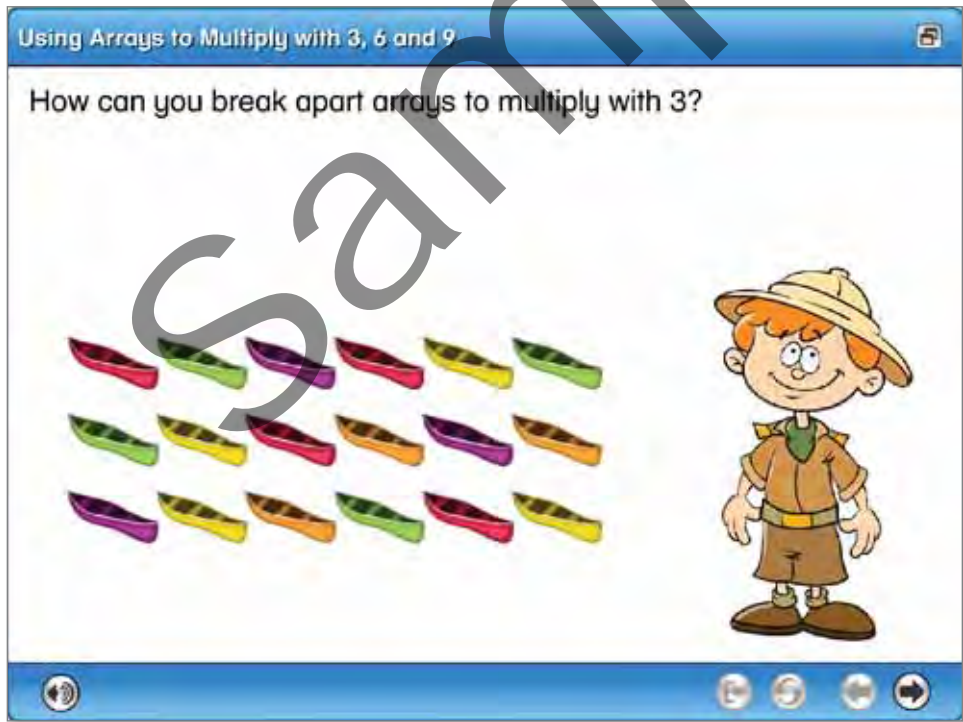 Using Arrays to Multiply with 3, 6 and 9
How can you break apart arrays to multiply with 3?
Sam